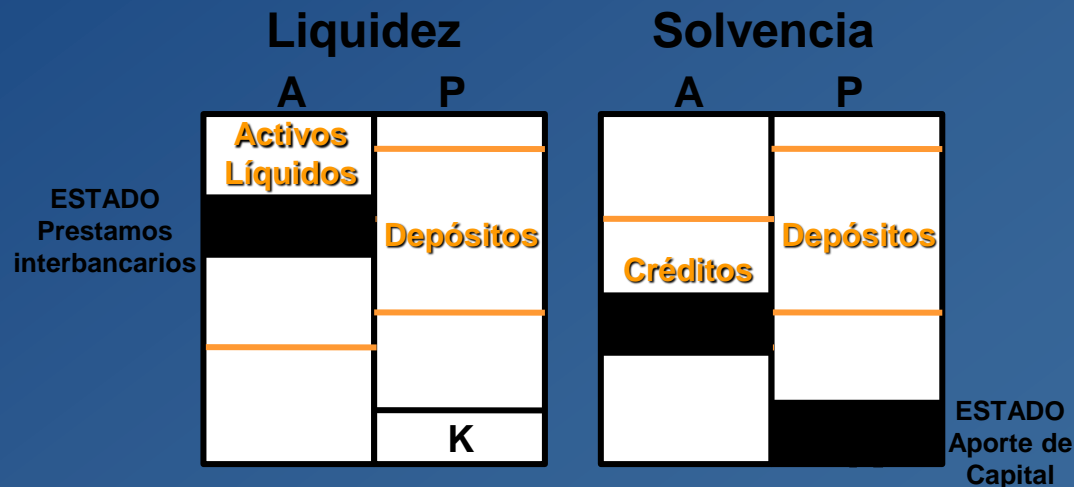 Liquidez
Solvencia
A
P
A
P
Activos
Líquidos
ESTADO
Prestamos
interbancarios
Depósitos
K
Créditos
Depósitos
ESTADO
Aporte de
Capital